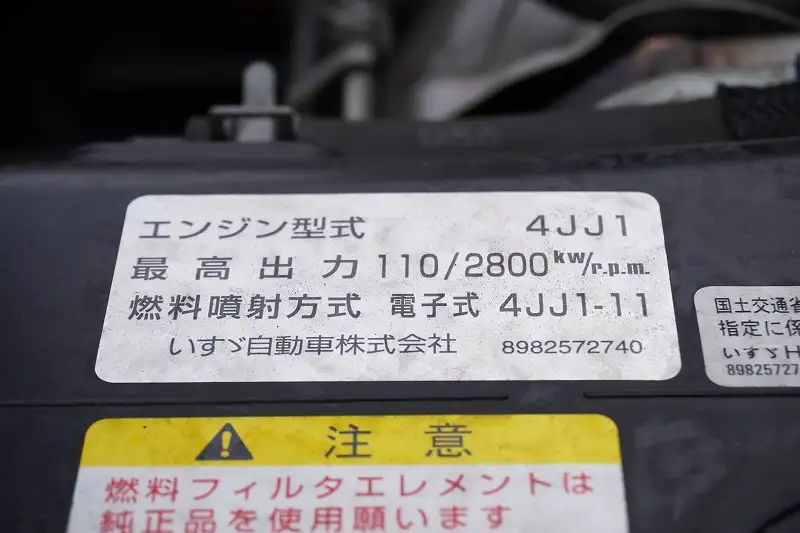 エンジン型式 4JJ1
最高出力 110/2800kW/r.p.m.
燃料噴射方式 電子式 4JJ1-11
いすゞ自動車株式会社 8982572740
国土交通省
指定に係
いすゞH
89825727
注意
燃料フィルタエレメントは
純正品を使用願います